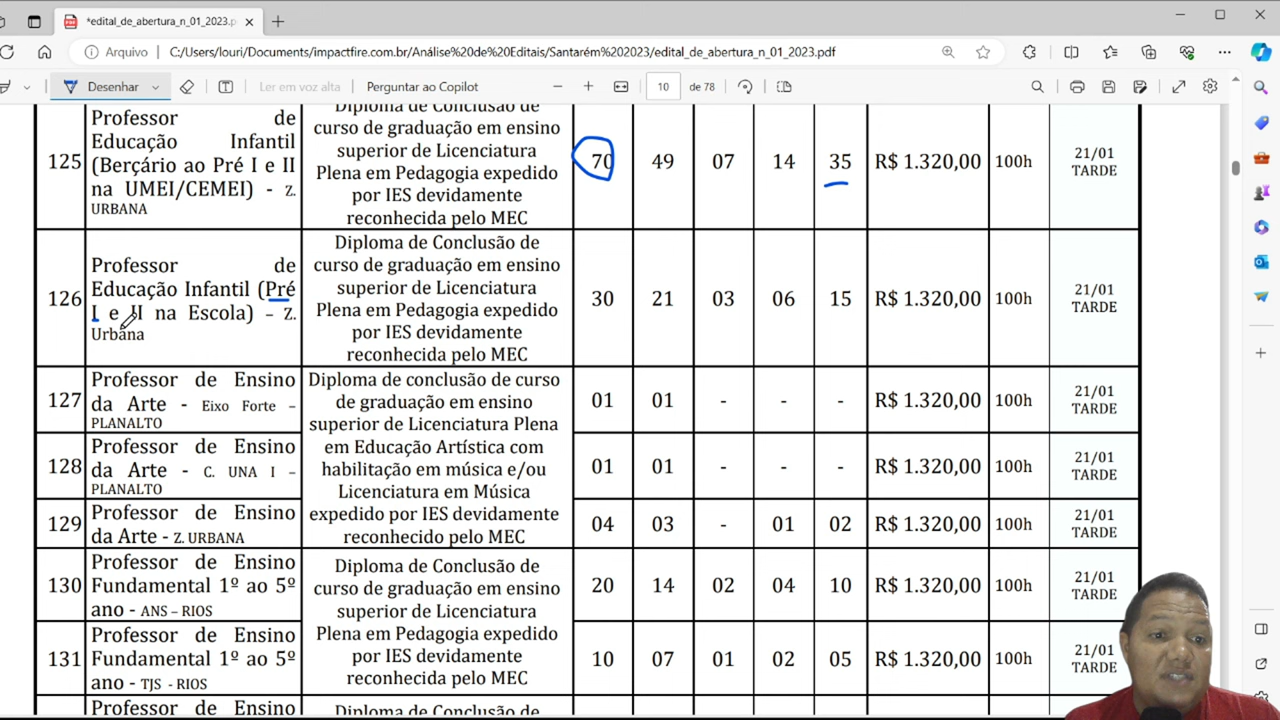 *edital_de_abertura_n_01_2023.p
Arquivo
C:/Users/louri/Documents/impactfire.com.br/Análise%20de%20Editais/Santarém%202023/edital_de_abertura_n_01_2023.pdf
Desenhar
Ler em voz alta
Perguntar ao Copilot
10 de 78
125
Professor de
Educação Infantil
(Berçário ao Pré I e II
na UMEI/CEMEI) - Z.
URBANA
Diploma de Conclusão de
curso de graduação em ensino
superior de Licenciatura
Plena em Pedagogia expedido
por IES devidamente
reconhecida pelo MEC
70 49 07 14 35 R$ 1.320,00 100h
21/01
TARDE
126
Professor de
Educação Infantil (Pré
I e II na Escola) – Z.
Urbana
Diploma de Conclusão de
curso de graduação em ensino
superior de Licenciatura
Plena em Pedagogia expedido
por IES devidamente
reconhecida pelo MEC
30 21 03 06 15 R$ 1.320,00 100h
21/01
TARDE
127
Professor de Ensino
da Arte - Eixo Forte –
PLANALTO
Diploma de conclusão de curso
de graduação em ensino
superior de Licenciatura Plena
em Educação Artística com
habilitação em música e/ou
Licenciatura em Música
expedido por IES devidamente
reconhecido pelo MEC
01 01 - - - R$ 1.320,00 100h
21/01
TARDE
128
Professor de Ensino
da Arte - C. UNA I –
PLANALTO
01 01 - - - R$ 1.320,00 100h
21/01
TARDE
129
Professor de Ensino
da Arte - Z. URBANA
04 03 - 01 02 R$ 1.320,00 100h
21/01
TARDE
130
Professor de Ensino
Fundamental 1º ao 5º
ano - ANS – RIOS
Diploma de Conclusão de
curso de graduação em ensino
superior de Licenciatura
Plena em Pedagogia expedido
por IES devidamente
reconhecida pelo MEC
20 14 02 04 10 R$ 1.320,00 100h
21/01
TARDE
131
Professor de Ensino
Fundamental 1º ao 5º
ano - TJS – RIOS
10 07 01 02 05 R$ 1.320,00 100h
21/01
TARDE
Professor de Ensino
Diploma de Conclusão de